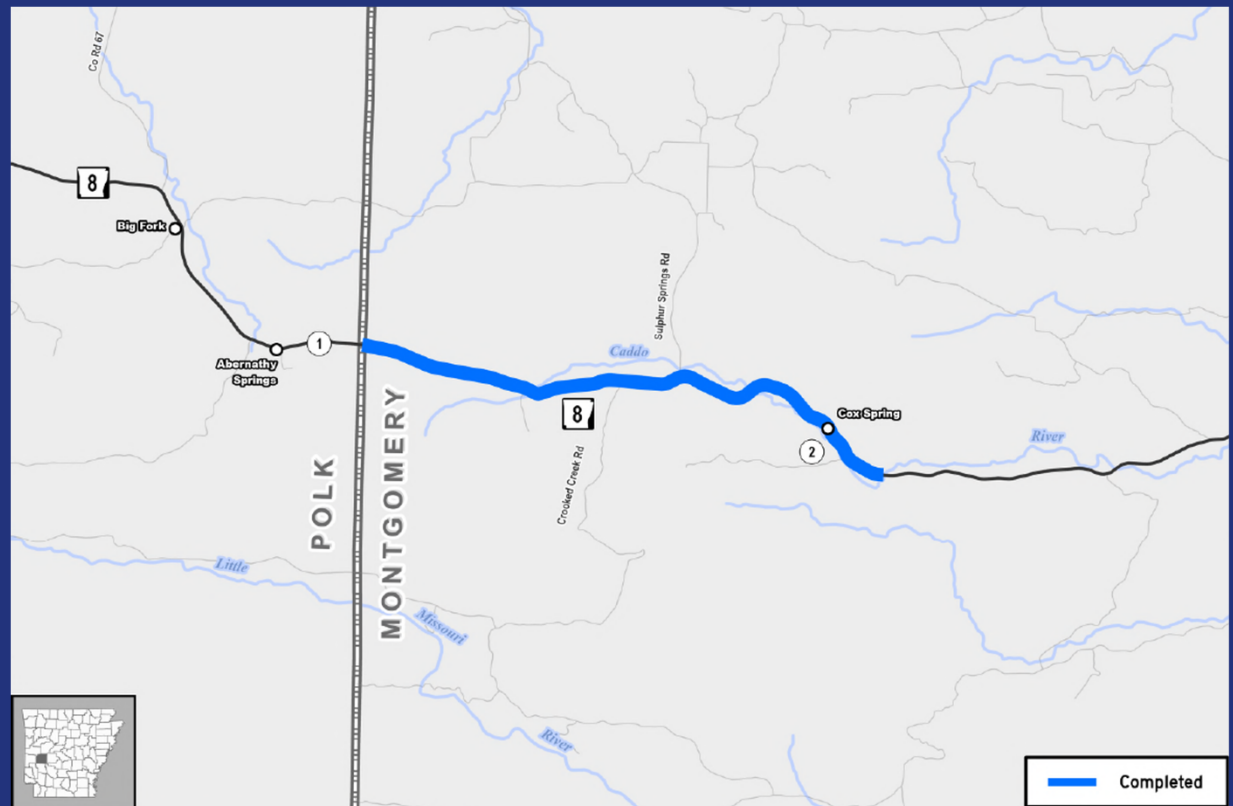 Co Rd 67
8
Big Fork
Abernathy
Springs
1
Sulphur Springs Rd
Caddo
8
Cox Spring
2
River
Crooked Creek Rd
POLK
MONTGOMERY
Little
Missouri
River
Completed